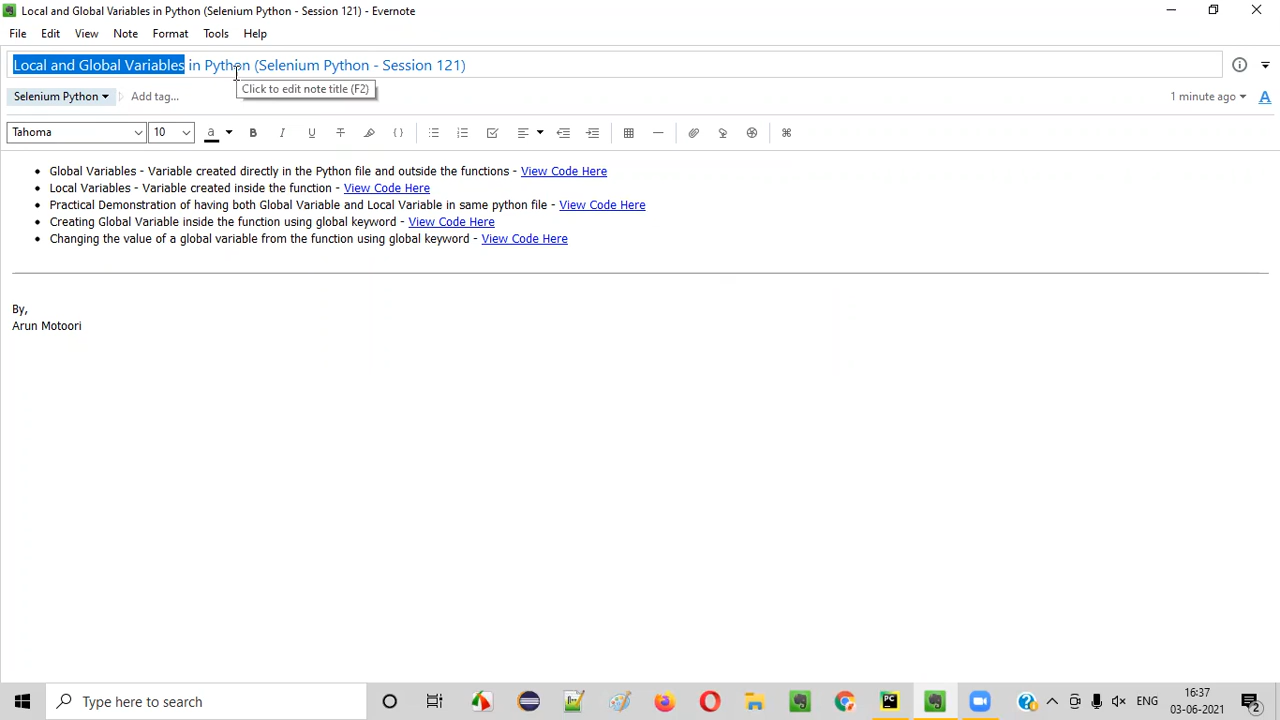 Local and Global Variables in Python (Selenium Python - Session 121) - Evernote
File Edit View Note Format Tools Help
Local and Global Variables in Python (Selenium Python - Session 121)
Click to edit note title (F2)
Selenium Python Add tag... 1 minute ago
Tahoma 10
Global Variables - Variable created directly in the Python file and outside the functions - View Code Here
Local Variables - Variable created inside the function - View Code Here
Practical Demonstration of having both Global Variable and Local Variable in same python file - View Code Here
Creating Global Variable inside the function using global keyword - View Code Here
Changing the value of a global variable from the function using global keyword - View Code Here
By,
Arun Motoori
Type here to search
ENG
16:37
03-06-2021
2